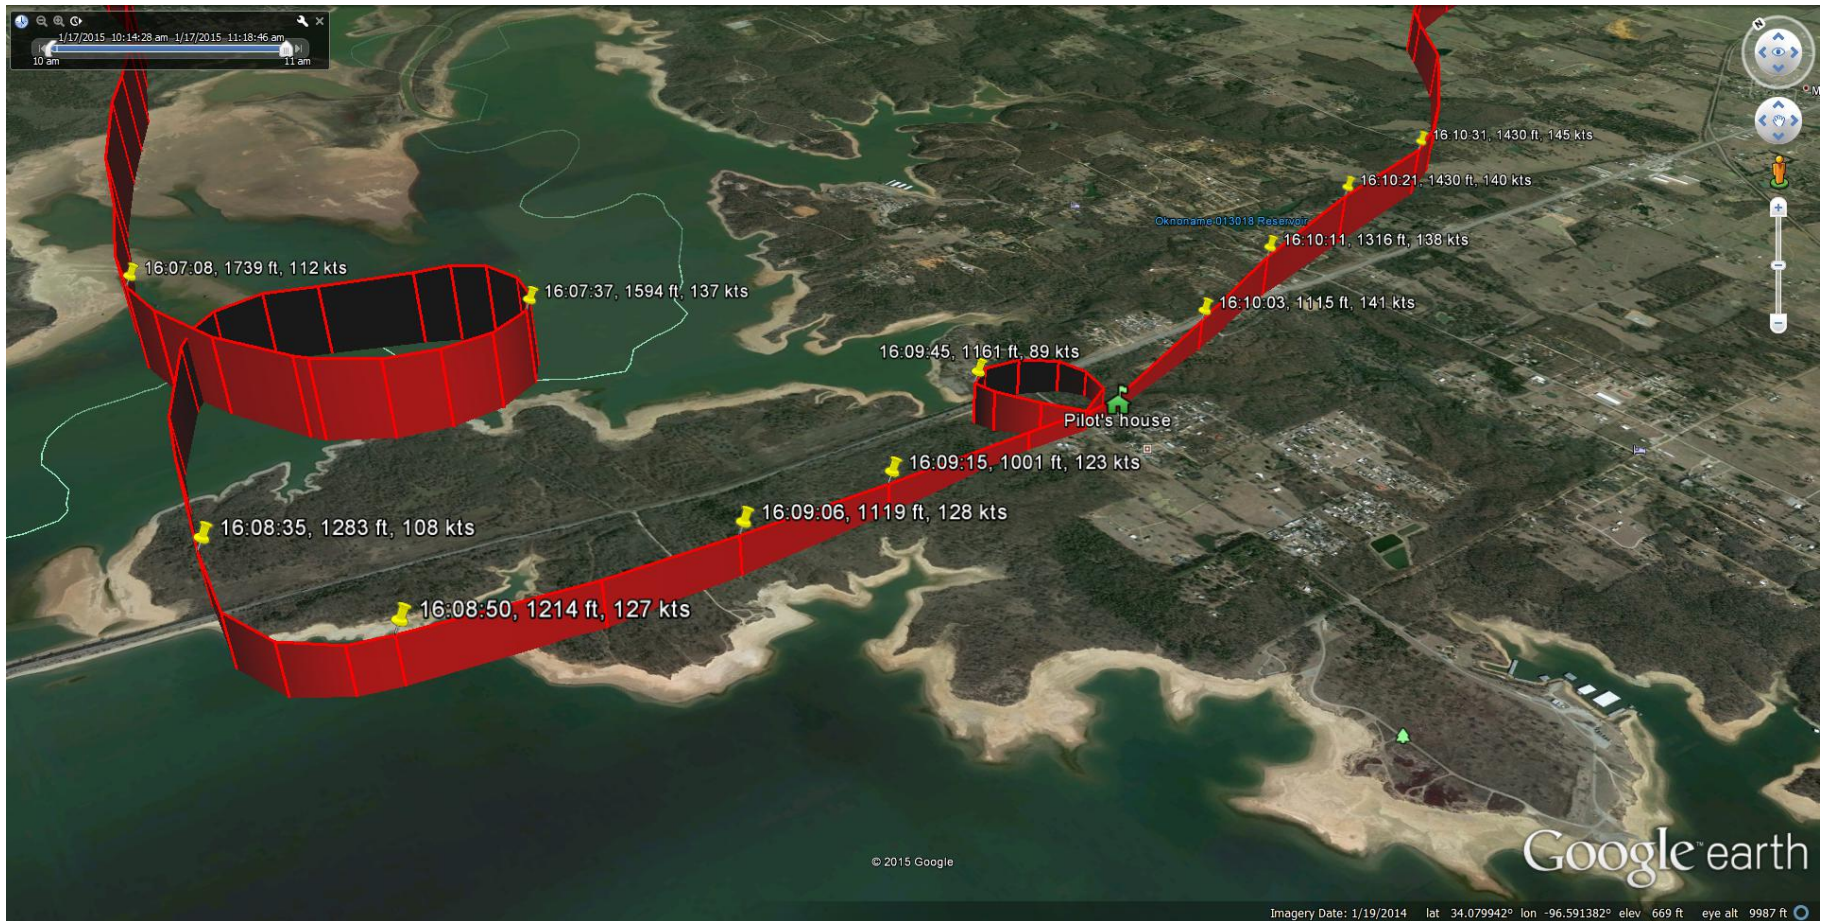 1/17/2015 10:14:28 am 1/17/2015 11:18:46 am
10 am 11 am
N
M
16:10:31, 1430 ft, 145 kts
16:10:21, 1430 ft, 140 kts
Oknoname 013018 Reservoir
16:10:11, 1316 ft, 138 kts
16:07:08, 1739 ft, 112 kts
16:07:37, 1594 ft, 137 kts
16:10:03, 1115 ft, 141 kts
16:09:45, 1161 ft, 89 kts
Pilot's house
16:09:15, 1001 ft, 123 kts
16:09:06, 1119 ft, 128 kts
16:08:35, 1283 ft, 108 kts
16:08:50, 1214 ft, 127 kts
© 2015 Google
Google earth
Imagery Date: 1/19/2014 lat 34.079942° lon -96.591382° elev 669 ft eye alt 9987 ft